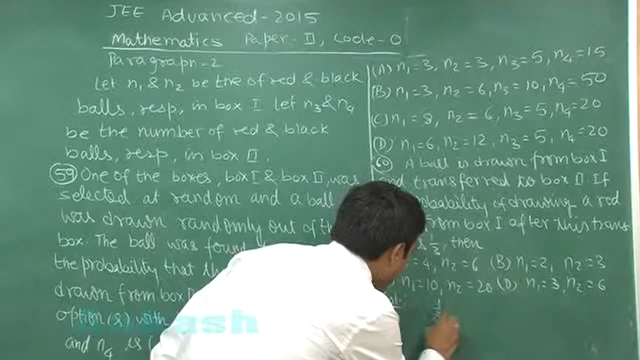 JEE Advanced-2015
Mathematics Paper-II, Code-0
Paragraph-2
Let n1 & n2 be the of red & black
balls, resp, in box I let n3 & n4
be the number of red & black
balls, resp, in box II.
59 One of the boxes, box I & box II, was
selected at random and a ball
was drawn randomly out of
box. The ball was found
the probability that
drawn from box
option (s) with
and n4 is
(A) n1=3, n2=3, n3=5, n4=15
(B) n1=3, n2=6, n3=10, n4=50
(C) n1=8, n2=6, n3=5, n4=20
(D) n1=6, n2=12, n3=5, n4=20
60 A ball is drawn from box I
and transferred to box II. If
probability of drawing a red
from box I after this trans
1/3, then
=4, n2=6 (B) n1=2, n2=3
n1=10, n2=20 (D) n1=3, n2=6